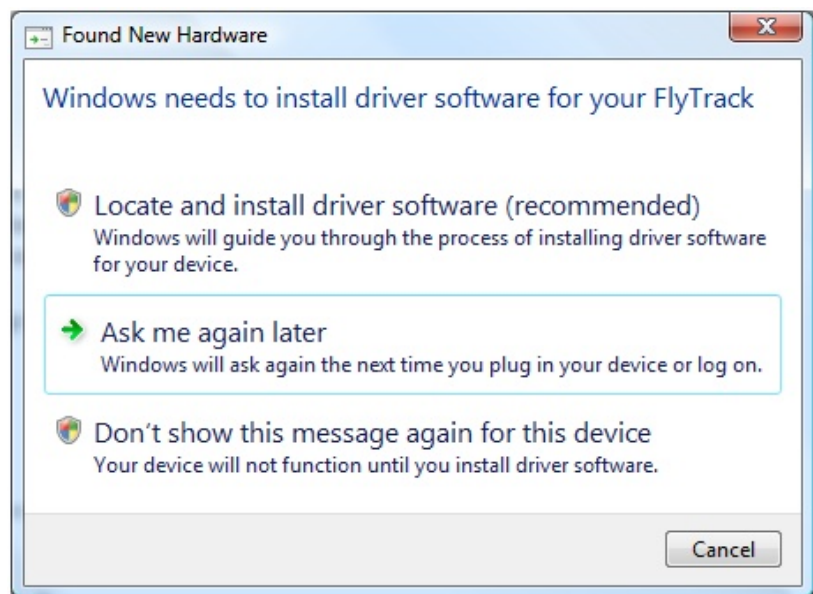 Found New Hardware
Windows needs to install driver software for your FlyTrack
Locate and install driver software (recommended)
Windows will guide you through the process of installing driver software
for your device.
Ask me again later
Windows will ask again the next time you plug in your device or log on.
Don't show this message again for this device
Your device will not function until you install driver software.
Cancel